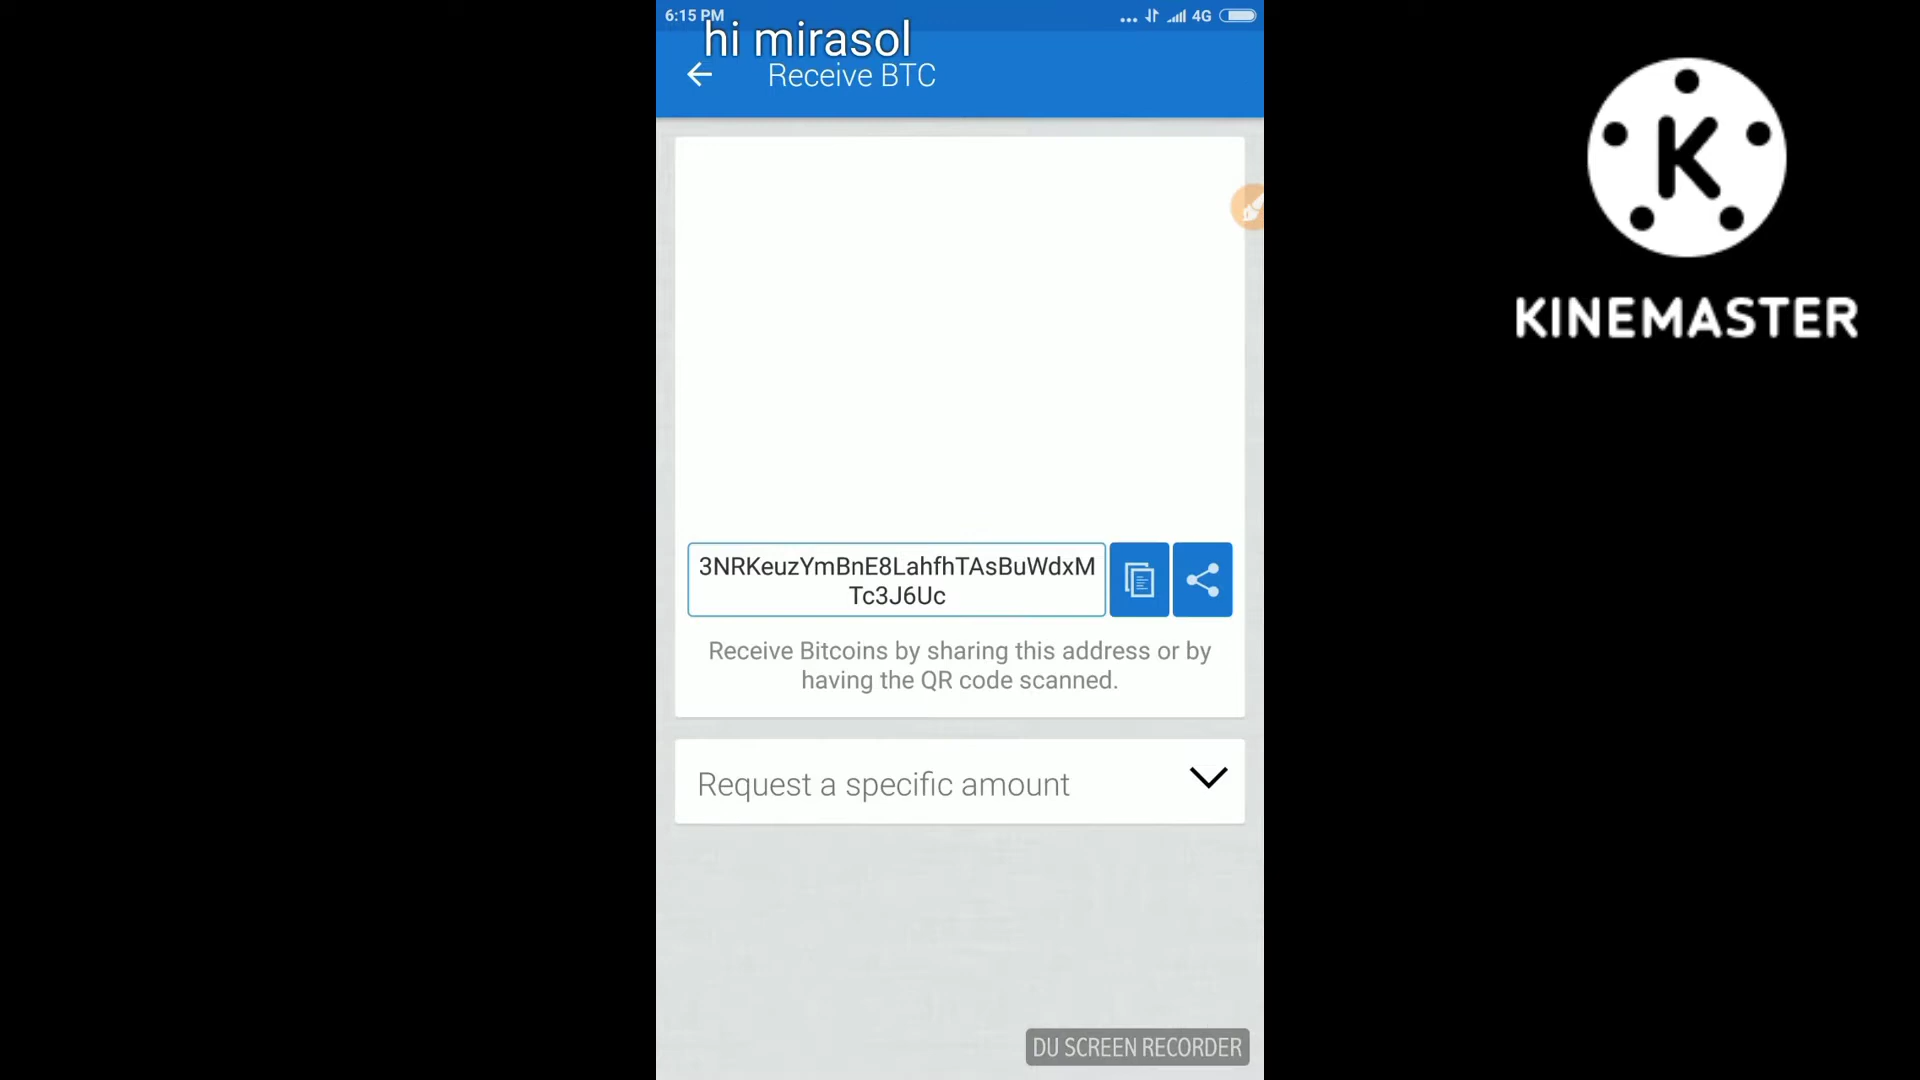 6:15 PM
4G
hi mirasol
Receive BTC
K
KINEMASTER
3NRKeuzYmBnE8LahfhTAsBuWdxM
Tc3J6Uc
Receive Bitcoins by sharing this address or by
having the QR code scanned.
Request a specific amount
DU SCREEN RECORDER